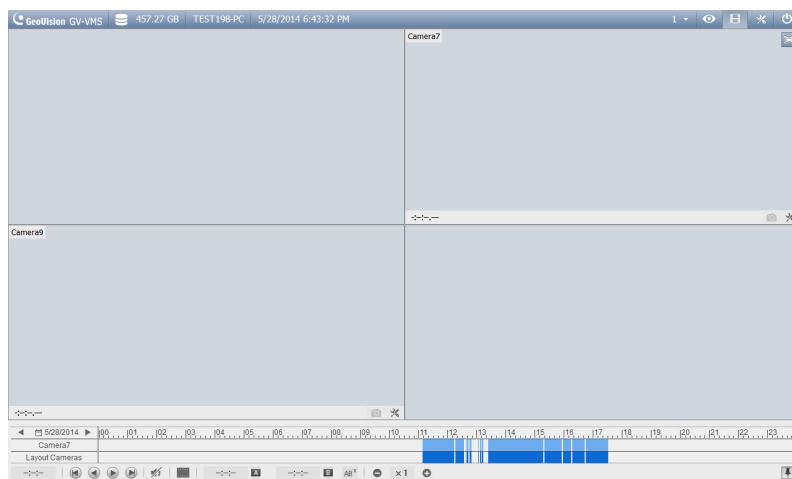 GeoVision GV-VMS 457.27 GB TEST198-PC 5/28/2014 6:43:32 PM 1
Camera7
-:-:-.--
Camera9
-:-:-.--
5/28/2014 00 01 02 03 04 05 06 07 08 09 10 11 12 13 14 15 16 17 18 19 20 21 22 23
Camera7
Layout Cameras
--:-:- --:-:- A --:-:- B ABx x 1